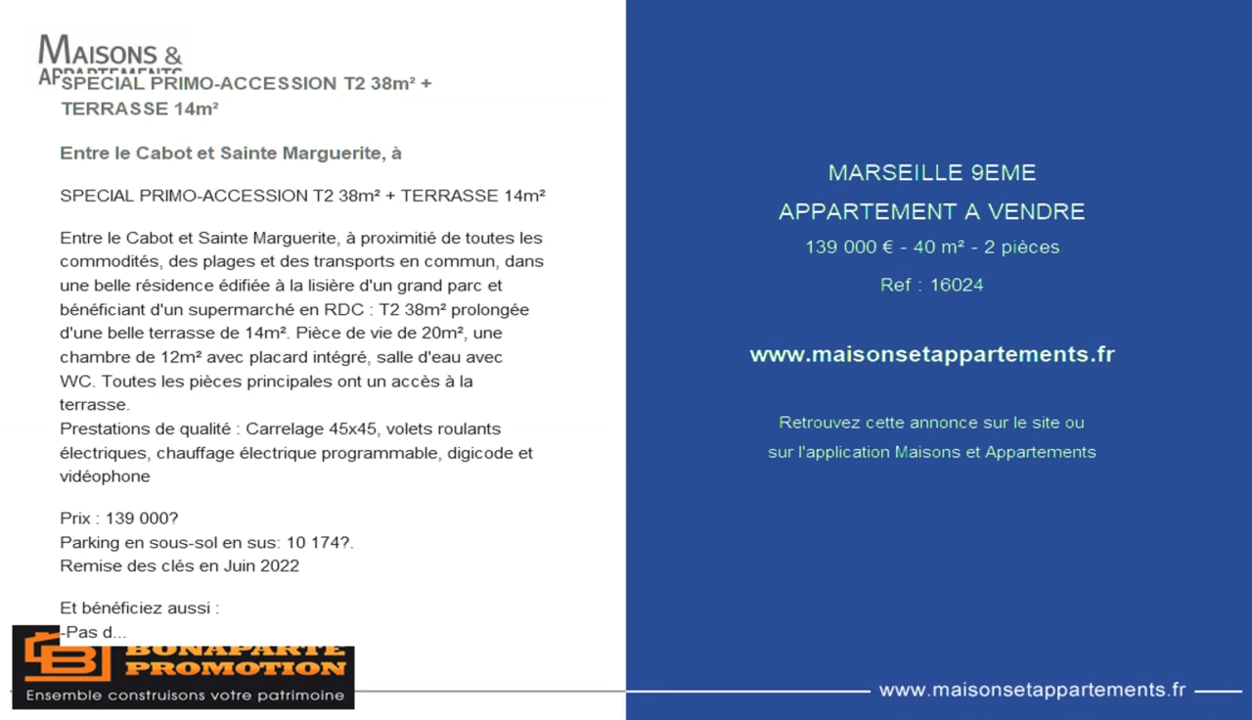 MAISONS &
APPARTEMENTS
SPECIAL PRIMO-ACCESSION T2 38m² +
TERRASSE 14m²
Entre le Cabot et Sainte Marguerite, à
SPECIAL PRIMO-ACCESSION T2 38m² + TERRASSE 14m²
Entre le Cabot et Sainte Marguerite, à proximitié de toutes les
commodités, des plages et des transports en commun, dans
une belle résidence édifiée à la lisière d'un grand parc et
bénéficiant d'un supermarché en RDC : T2 38m² prolongée
d'une belle terrasse de 14m². Pièce de vie de 20m², une
chambre de 12m² avec placard intégré, salle d'eau avec
WC. Toutes les pièces principales ont un accès à la
terrasse.
Prestations de qualité : Carrelage 45x45, volets roulants
électriques, chauffage électrique programmable, digicode et
vidéophone
Prix : 139 000?
Parking en sous-sol en sus: 10 174?.
Remise des clés en Juin 2022
Et bénéficiez aussi :
-Pas d...
BONAPARTE
PROMOTION
Ensemble construisons votre patrimoine
MARSEILLE 9EME
APPARTEMENT A VENDRE
139 000 € - 40 m² - 2 pièces
Ref : 16024
www.maisonsetappartements.fr
Retrouvez cette annonce sur le site ou
sur l'application Maisons et Appartements
www.maisonsetappartements.fr